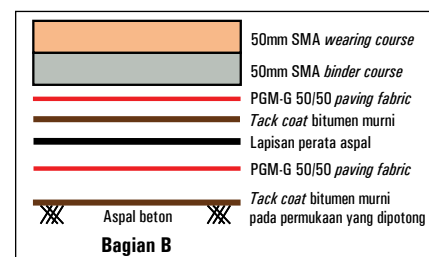 50mm SMA wearing course
50mm SMA binder course
PGM-G 50/50 paving fabric
Tack coat bitumen murni
Lapisan perata aspal
PGM-G 50/50 paving fabric
Tack coat bitumen murni
pada permukaan yang dipotong
Aspal beton
Bagian B